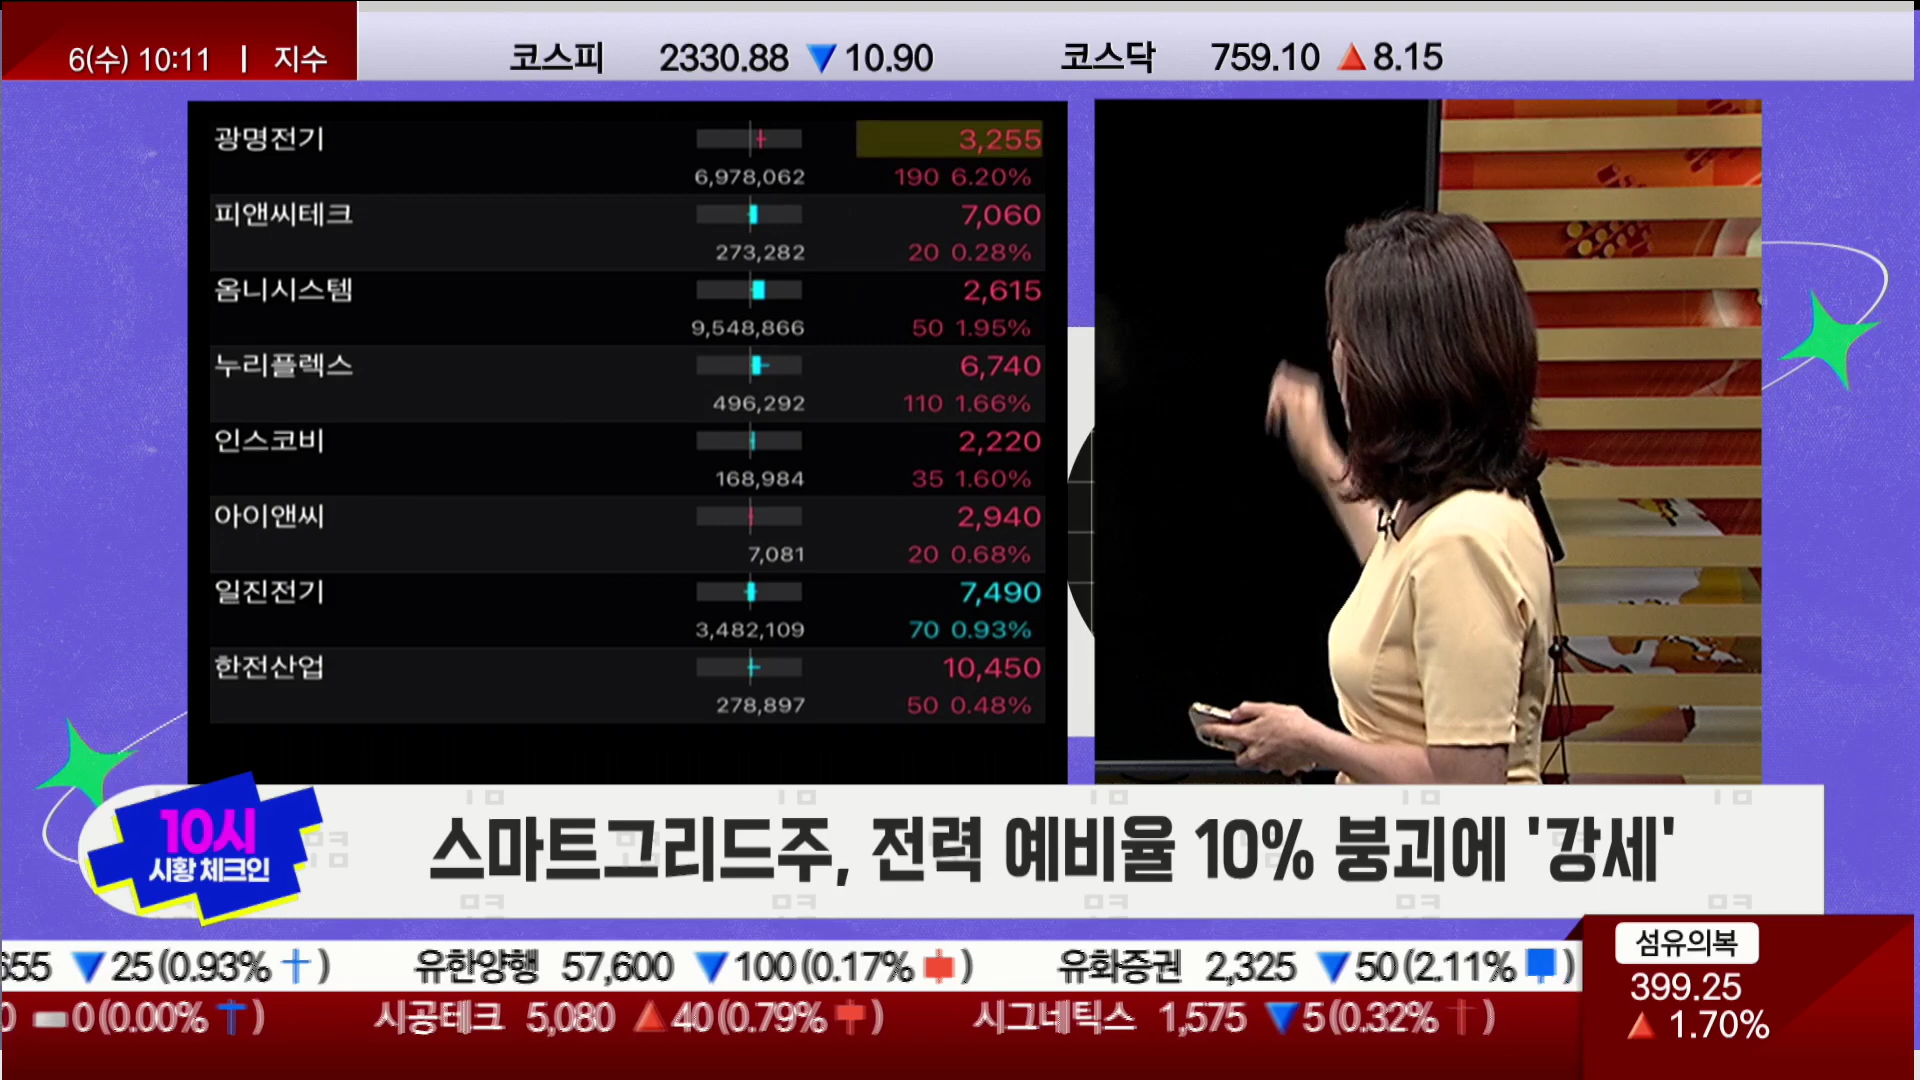 6(수) 10:11 | 지수
코스피 2330.88 ▼ 10.90 코스닥 759.10 ▲ 8.15
광명전기 3,255
6,978,062 190 6.20%
피앤씨테크 7,060
273,282 20 0.28%
옴니시스템 2,615
9,548,866 50 1.95%
누리플렉스 6,740
496,292 110 1.66%
인스코비 2,220
168,984 35 1.60%
아이앤씨 2,940
7,081 20 0.68%
일진전기 7,490
3,482,109 70 0.93%
한전산업 10,450
278,897 50 0.48%
10시
시황 체크인
스마트그리드주, 전력 예비율 10% 붕괴에 '강세'
655 ▼ 25(0.93% ) 유한양행 57,600 ▼ 100(0.17% ) 유화증권 2,325 ▼ 50(2.11% )
0 0(0.00% ) 시공테크 5,080 ▲ 40(0.79% ) 시그네틱스 1,575 ▼ 5(0.32% )
섬유의복
399.25
▲ 1.70%